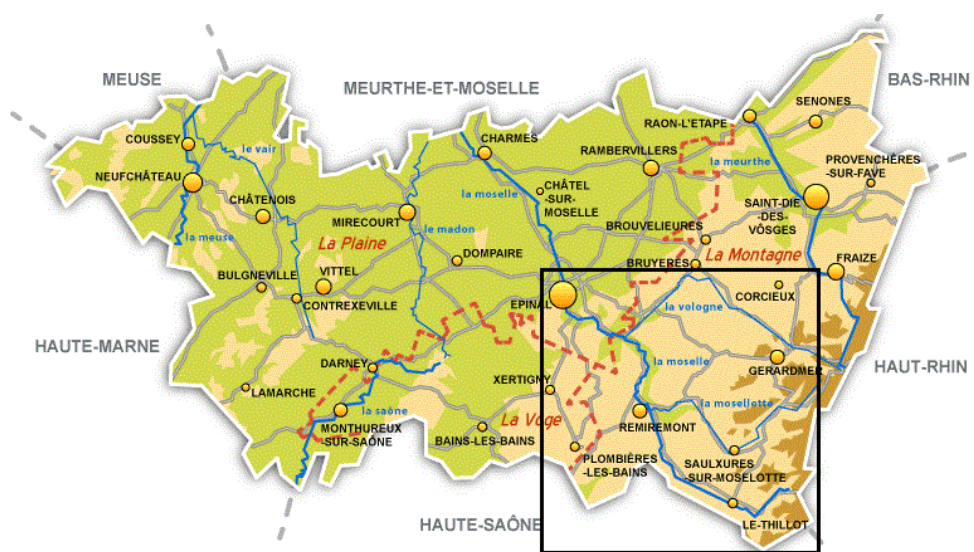 MEUSE
MEURTHE-ET-MOSELLE
BAS-RHIN
SENONES
RAON-L'ETAPE
COUSSEY
CHARMES
le vair
RAMBERVILLERS
la meurthe
PROVENCHÈRES
-SUR-FAVE
NEUFCHÂTEAU
la moselle
CHÂTEL
-SUR-
MOSELLE
SAINT-DIE
-DES-
VÔSGES
CHÂTENOIS
MIRECOURT
le madon
BROUVELIEURES
la meuse
La Plaine
DOMPAIRE
BRUYERES
La Montagne
FRAIZE
BULGNEVILLE
VITTEL
CORCIEUX
CONTREXEVILLE
EPINAL
la vologne
HAUTE-MARNE
DARNEY
la moselle
GERARDMER
HAUT-RHIN
LAMARCHE
XERTIGNY
la mosellotte
la saône
La Voge
MONTHUREUX
-SUR-SAÔNE
BAINS-LES-BAINS
REMIREMONT
PLOMBIÈRES
-LES-BAINS
SAULXURES
-SUR-MOSELOTTE
HAUTE-SAÔNE
LE-THILLOT